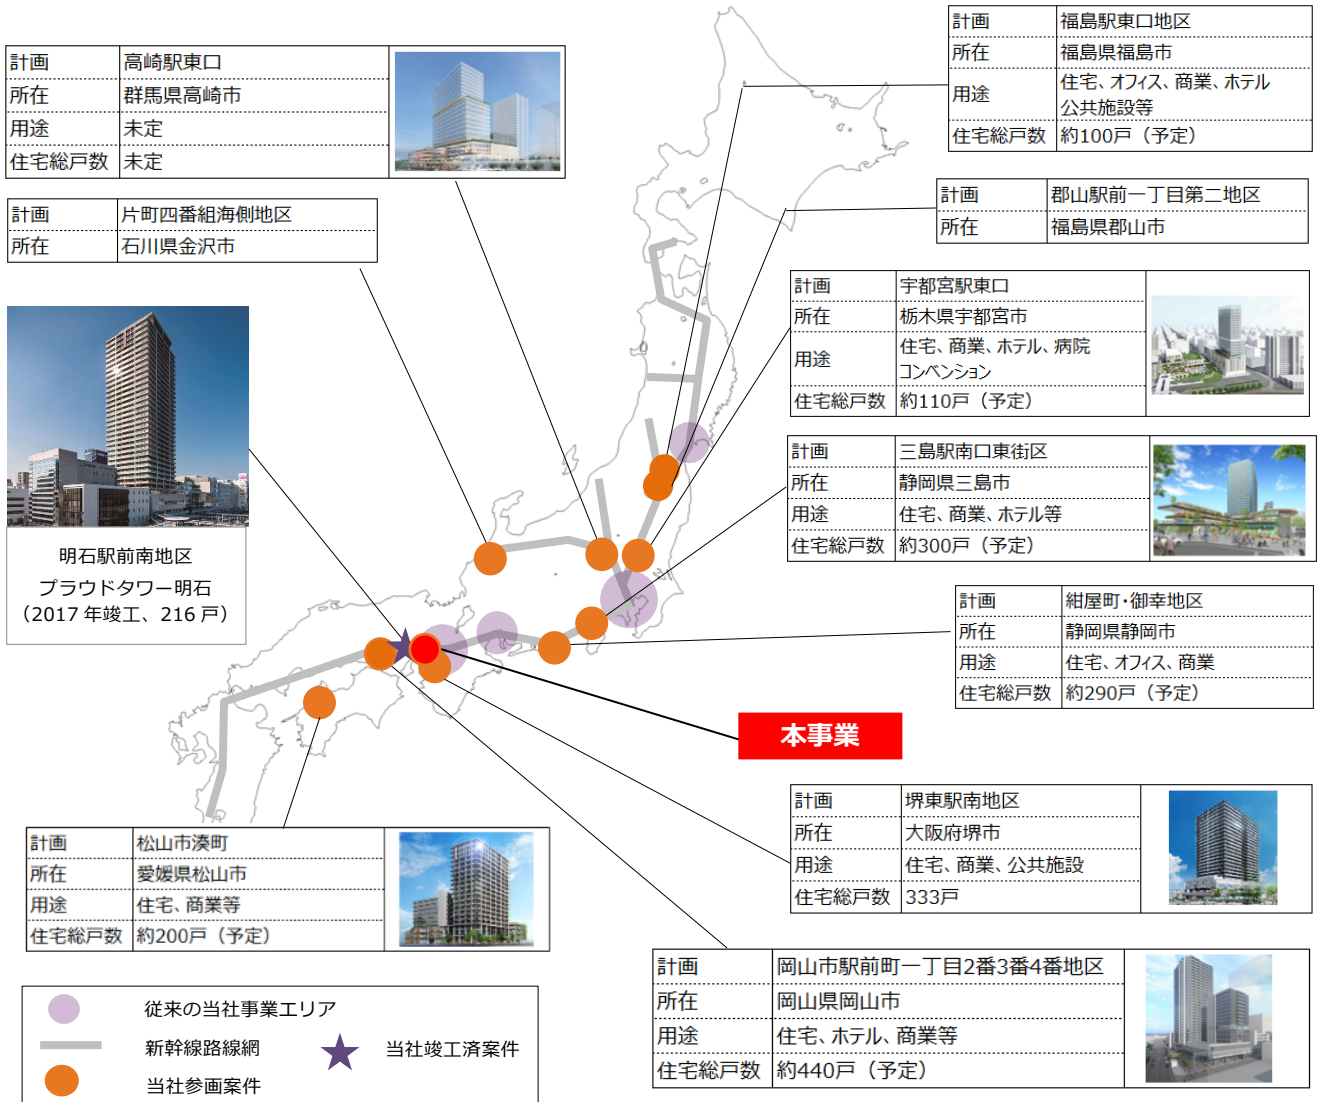 計画 高崎駅東口
所在 群馬県高崎市
用途 未定
住宅総戸数 未定
計画 片町四番組海側地区
所在 石川県金沢市
明石駅前南地区
プラウドタワー明石
（2017年竣工、216戸）
計画 福島駅東口地区
所在 福島県福島市
用途 住宅、オフィス、商業、ホテル
公共施設等
住宅総戸数 約100戸（予定）
計画 郡山駅前一丁目第二地区
所在 福島県郡山市
計画 宇都宮駅東口
所在 栃木県宇都宮市
用途 住宅、商業、ホテル、病院
コンベンション
住宅総戸数 約110戸（予定）
計画 三島駅南口東街区
所在 静岡県三島市
用途 住宅、商業、ホテル等
住宅総戸数 約300戸（予定）
計画 紺屋町・御幸地区
所在 静岡県静岡市
用途 住宅、オフィス、商業
住宅総戸数 約290戸（予定）
本事業
計画 堺東駅南地区
所在 大阪府堺市
用途 住宅、商業、公共施設
住宅総戸数 333戸
計画 松山市湊町
所在 愛媛県松山市
用途 住宅、商業等
住宅総戸数 約200戸（予定）
計画 岡山市駅前町一丁目2番3番4番地区
所在 岡山県岡山市
用途 住宅、ホテル、商業等
住宅総戸数 約440戸（予定）
従来の当社事業エリア
新幹線路線網
当社竣工済案件
当社参画案件